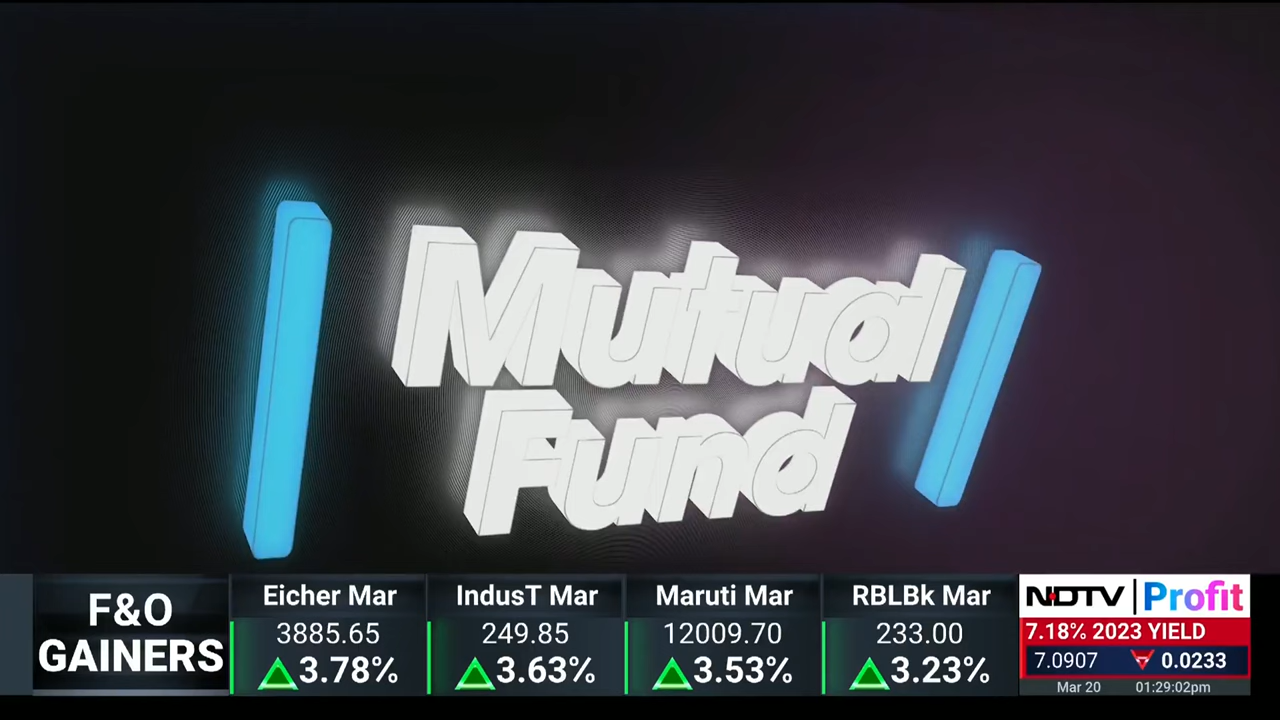 Mutual
Fund
F&O
GAINERS
Eicher Mar
3885.65
3.78%
IndusT Mar
249.85
3.63%
Maruti Mar
12009.70
3.53%
RBLBk Mar
233.00
3.23%
NDTV Profit
7.18% 2023 YIELD
7.0907 0.0233
Mar 20 01:29:02pm